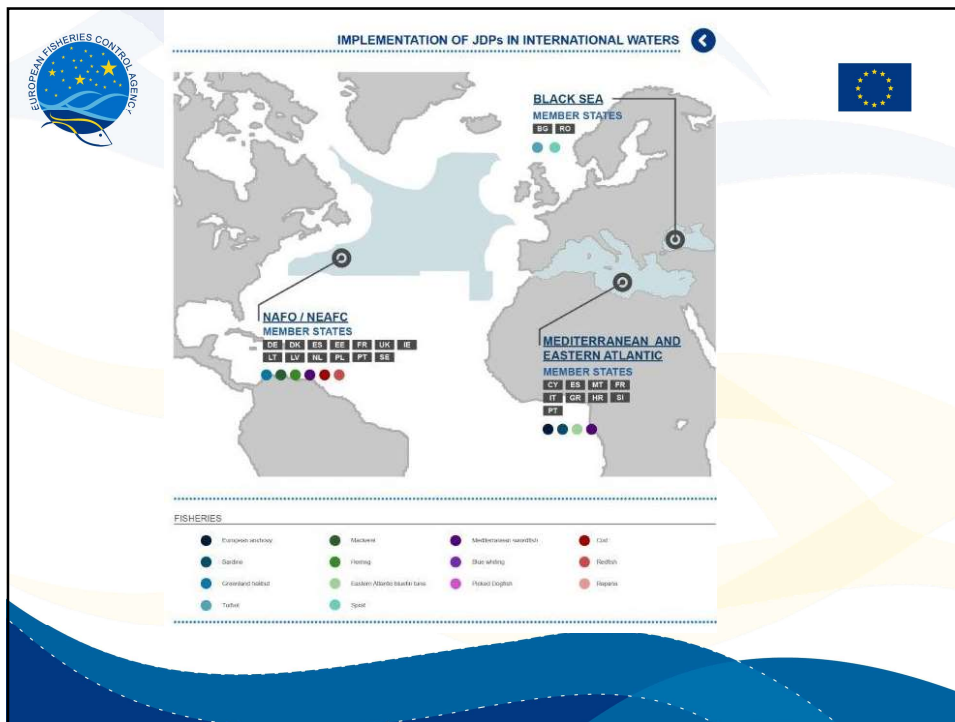 EUROPEAN FISHERIES CONTROL AGENCY
IMPLEMENTATION OF JDPs IN INTERNATIONAL WATERS
BLACK SEA
MEMBER STATES
BG RO
NAFO / NEAFC
MEMBER STATES
DE DK ES EE FR UK IE
LT LV NL PL PT SE
MEDITERRANEAN AND
EASTERN ATLANTIC
MEMBER STATES
CY ES MT FR
IT GR HR SI
PT
FISHERIES
European anchovy
Mackerel
Mediterranean swordfish
Cod
Sardine
Herring
Blue whiting
Redfish
Greenland halibut
Eastern Atlantic bluefin tuna
Picked Dogfish
Turbot
Sprat